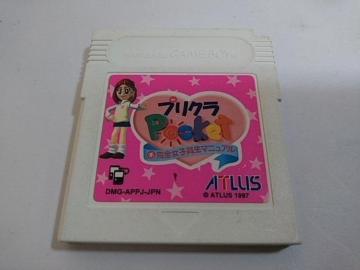 Nintendo GAME BOY
プリクラ
Pocket
完全女子高生マニュアル
ATLUS
© ATLUS 1997
DMG-APPJ-JPN